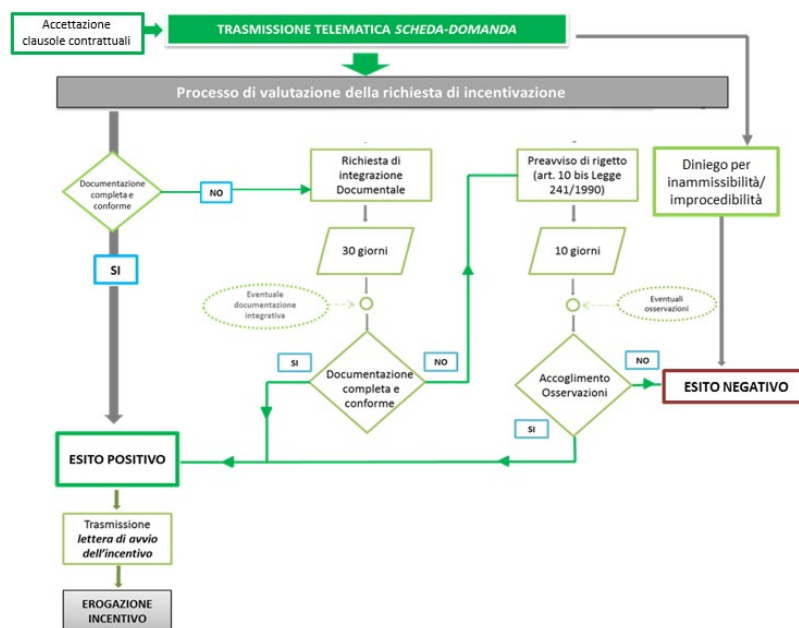 Accettazione
clausole contrattuali
TRASMISSIONE TELEMATICA SCHEDA-DOMANDA
Processo di valutazione della richiesta di incentivazione
Documentazione
completa e
conforme
NO
SI
Richiesta di
integrazione
Documentale
30 giorni
Eventuale
documentazione
integrativa
SI
NO
Documentazione
completa e
conforme
Preavviso di rigetto
(art. 10 bis Legge
241/1990)
10 giorni
Eventuali
osservazioni
Accoglimento
Osservazioni
NO
SI
Diniego per
inammissibilità/
improcedibilità
ESITO NEGATIVO
ESITO POSITIVO
Trasmissione
lettera di avvio
dell'incentivo
EROGAZIONE
INCENTIVO